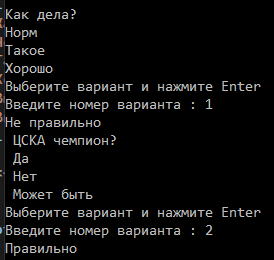 Как дела?
Норм
Такое
Хорошо
Выберите вариант и нажмите Enter
Введите номер варианта : 1
Не правильно
ЦСКА чемпион?
Да
Нет
Может быть
Выберите вариант и нажмите Enter
Введите номер варианта : 2
Правильно